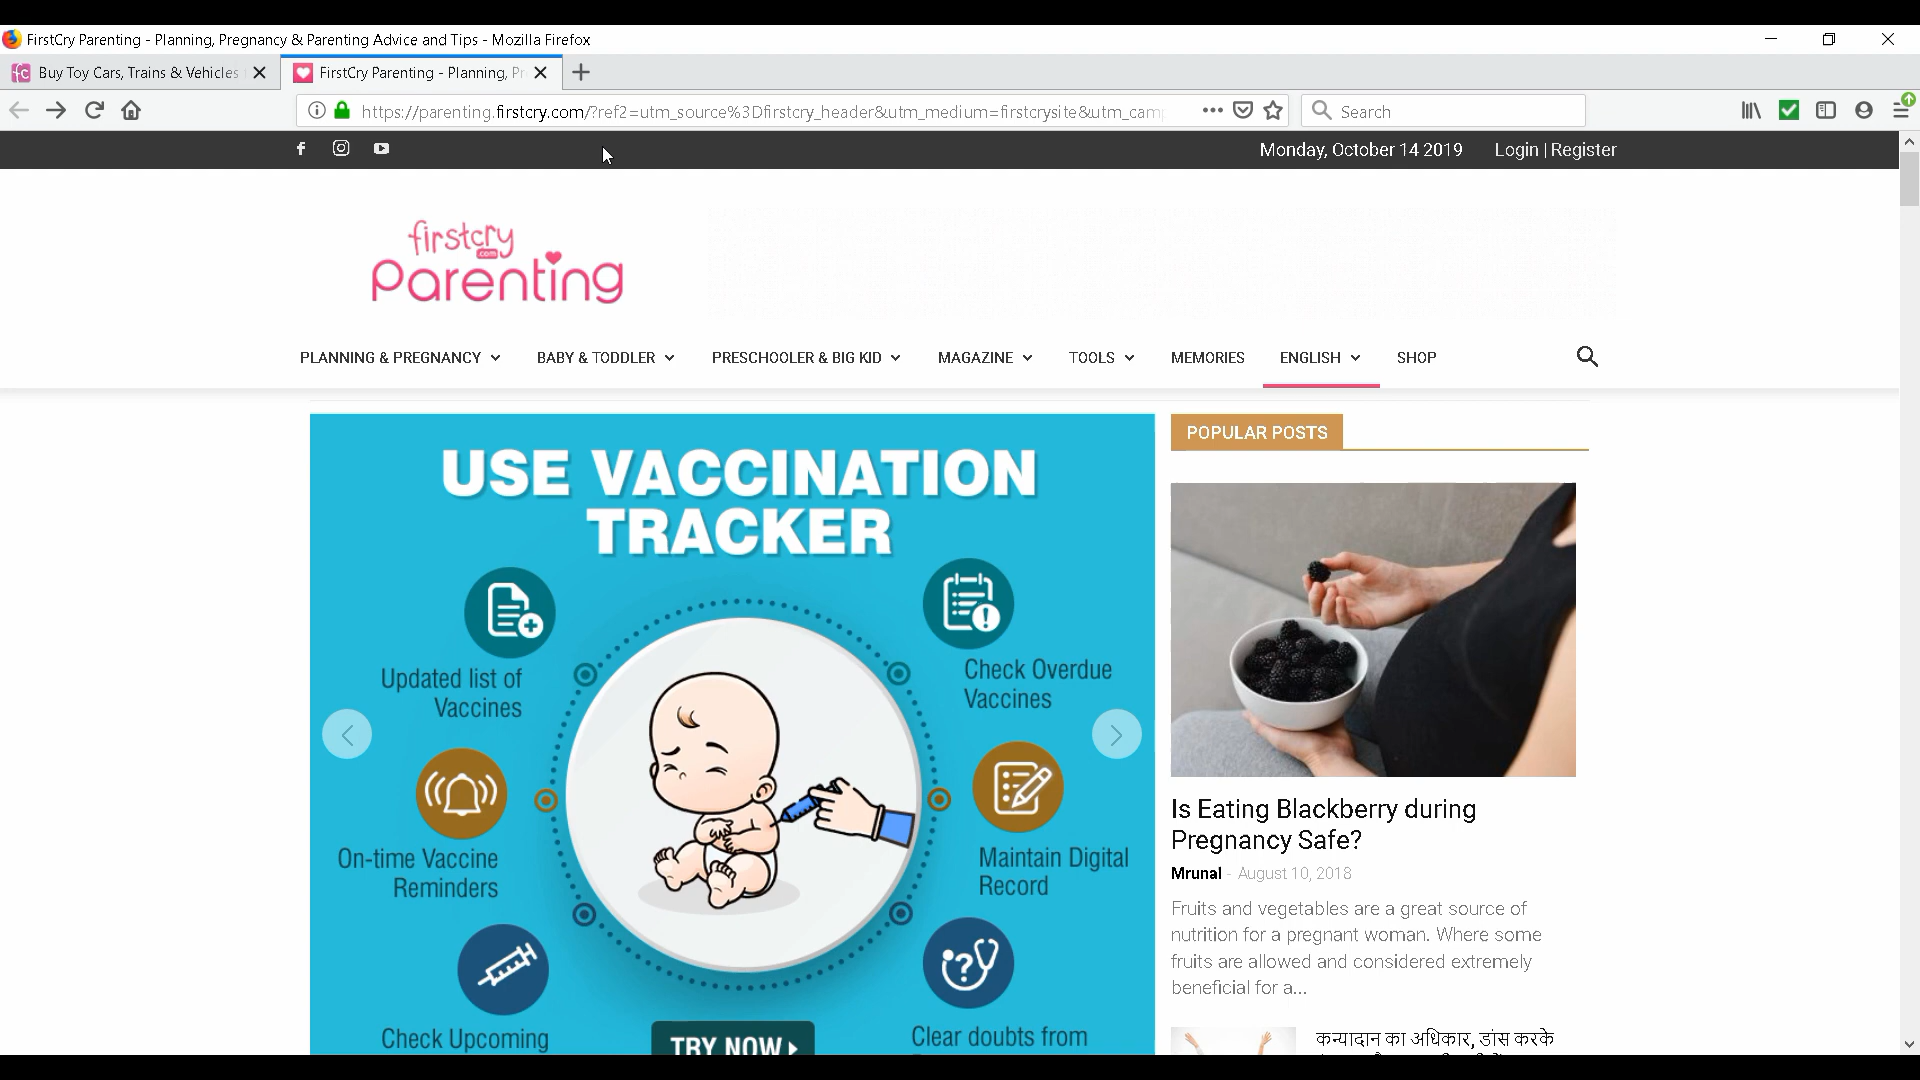 FirstCry Parenting - Planning, Pregnancy & Parenting Advice and Tips - Mozilla Firefox
Buy Toy Cars, Trains & Vehicles
FirstCry Parenting - Planning, Pr
https://parenting.firstcry.com/?ref2=utm_source%3Dfirstcry_header&utm_medium=firstcrysite&utm_cam
Search
Monday, October 14 2019
Login | Register
firstcry
.com
Parenting
PLANNING & PREGNANCY
BABY & TODDLER
PRESCHOOLER & BIG KID
MAGAZINE
TOOLS
MEMORIES
ENGLISH
SHOP
USE VACCINATION
TRACKER
Updated list of
Vaccines
Check Overdue
Vaccines
On-time Vaccine
Reminders
Maintain Digital
Record
Check Upcoming
Clear doubts from
TRY NOW
POPULAR POSTS
Is Eating Blackberry during
Pregnancy Safe?
Mrunal - August 10, 2018
Fruits and vegetables are a great source of
nutrition for a pregnant woman. Where some
fruits are allowed and considered extremely
beneficial for a...
कन्यादान का अधिकार, डांस करके